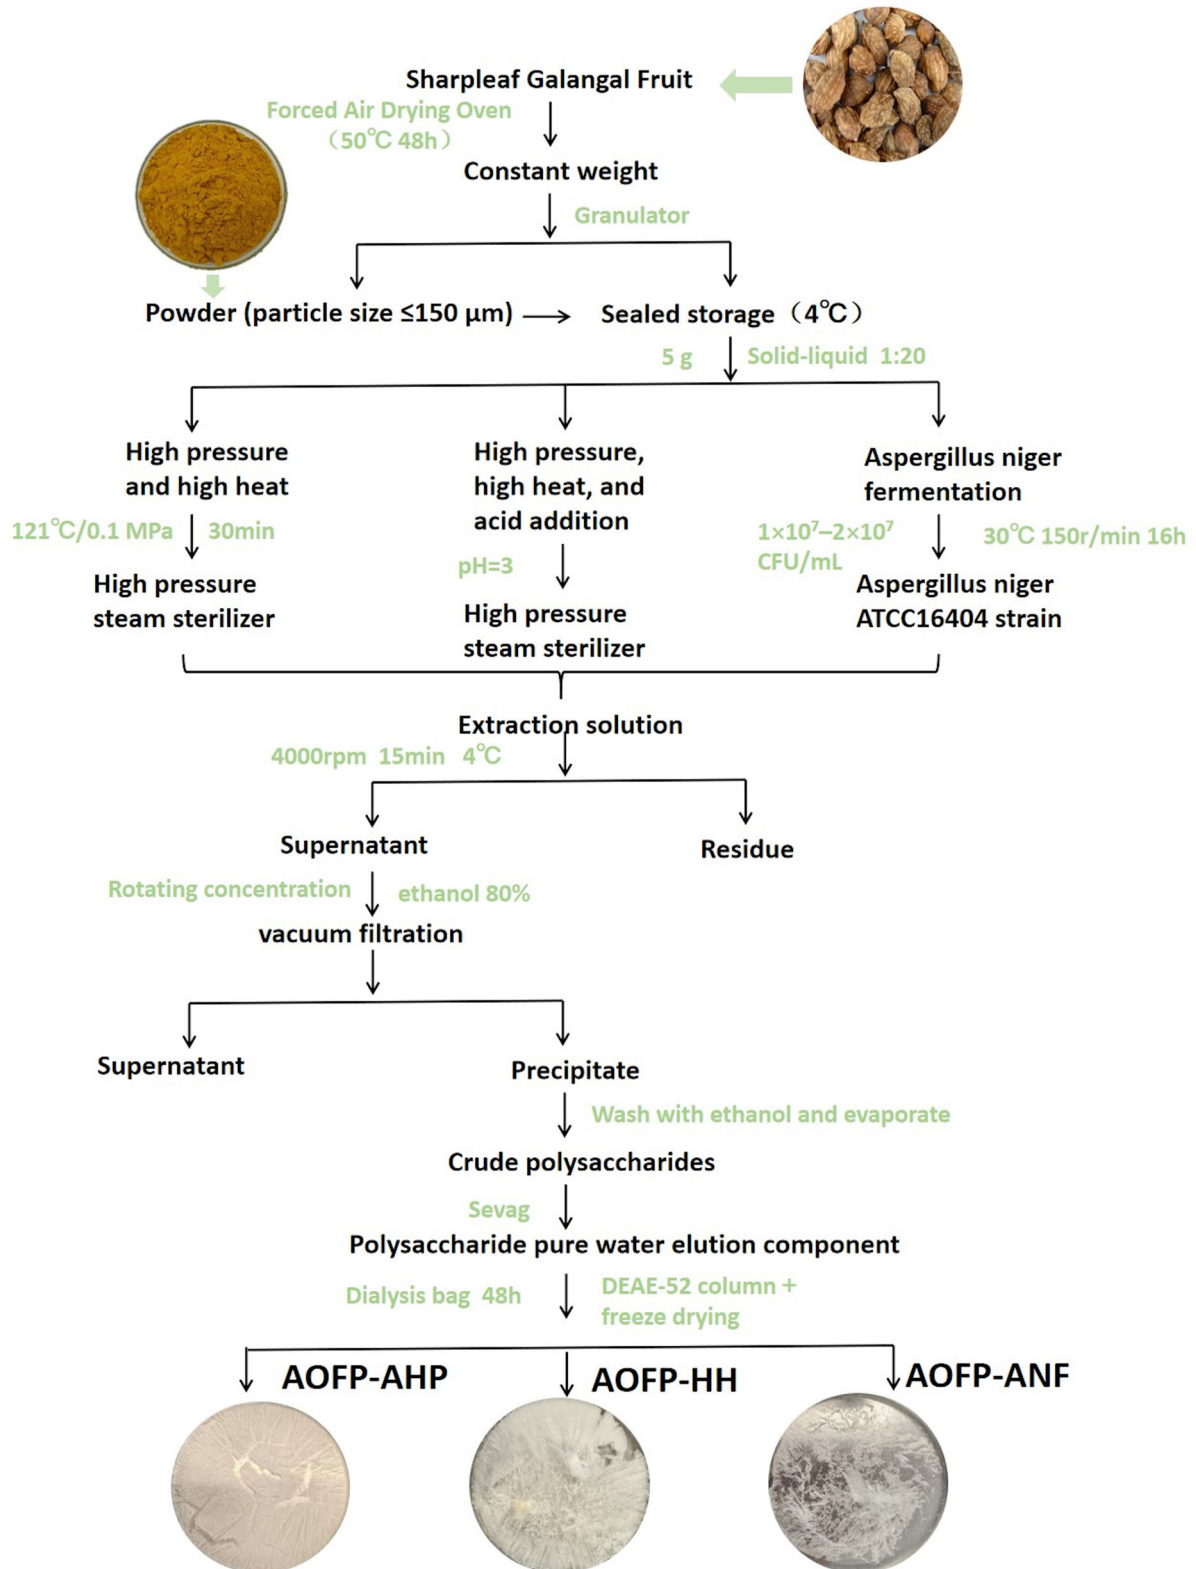 Sharpleaf Galangal Fruit
Forced Air Drying Oven
（50℃ 48h）
Constant weight
Granulator
Powder (particle size ≤150 μm)
Sealed storage（4℃）
5 g
Solid-liquid 1:20
High pressure
and high heat
High pressure,
high heat, and
acid addition
Aspergillus niger
fermentation
121℃/0.1 MPa
30min
pH=3
1×10⁷–2×10⁷
CFU/mL
30℃ 150r/min 16h
High pressure
steam sterilizer
High pressure
steam sterilizer
Aspergillus niger
ATCC16404 strain
Extraction solution
4000rpm 15min 4℃
Supernatant
Residue
Rotating concentration
ethanol 80%
vacuum filtration
Supernatant
Precipitate
Wash with ethanol and evaporate
Crude polysaccharides
Sevag
Polysaccharide pure water elution component
Dialysis bag 48h
DEAE-52 column +
freeze drying
AOFP-AHP
AOFP-HH
AOFP-ANF